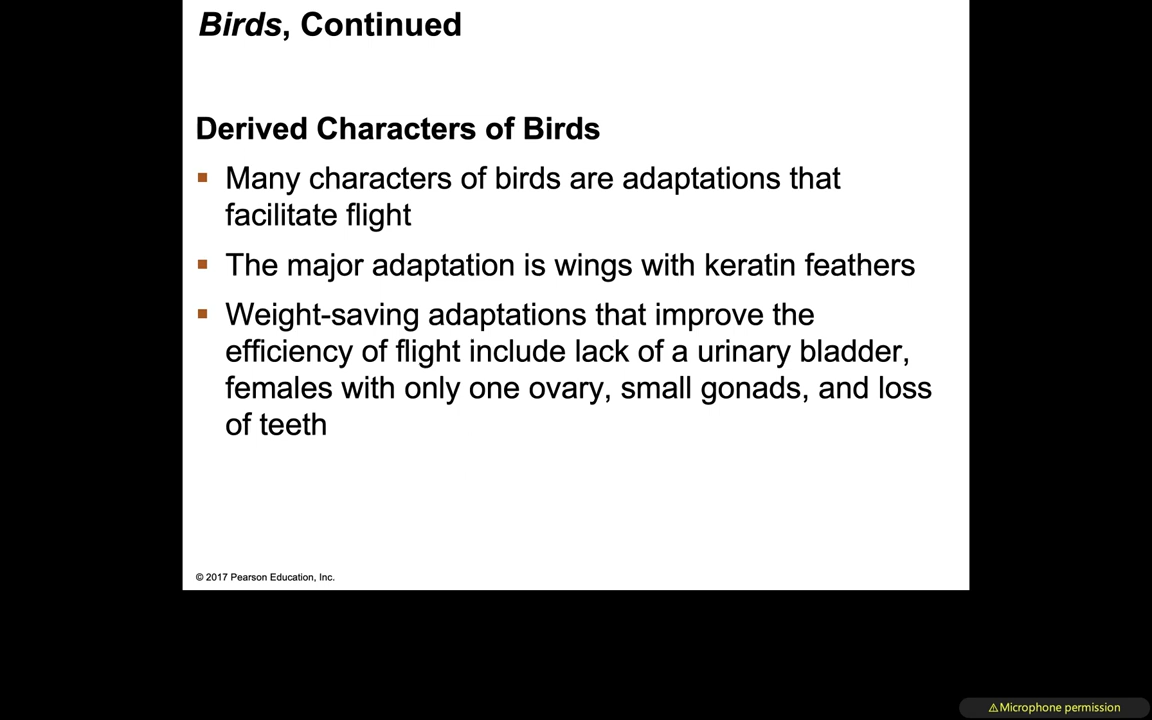 Birds, Continued
Derived Characters of Birds
▪ Many characters of birds are adaptations that
facilitate flight
▪ The major adaptation is wings with keratin feathers
▪ Weight-saving adaptations that improve the
efficiency of flight include lack of a urinary bladder,
females with only one ovary, small gonads, and loss
of teeth
© 2017 Pearson Education, Inc.
⚠Microphone permission